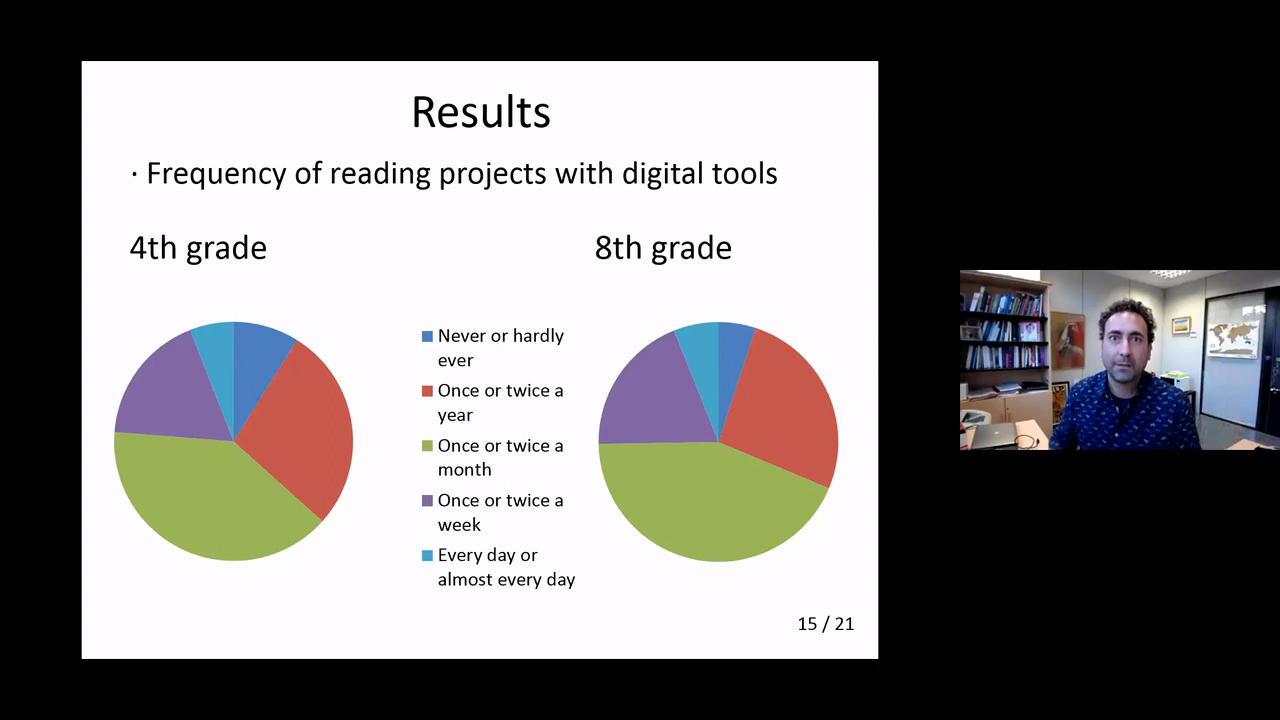 Results
· Frequency of reading projects with digital tools
4th grade
8th grade
Never or hardly
ever
Once or twice a
year
Once or twice a
month
Once or twice a
week
Every day or
almost every day
15 / 21